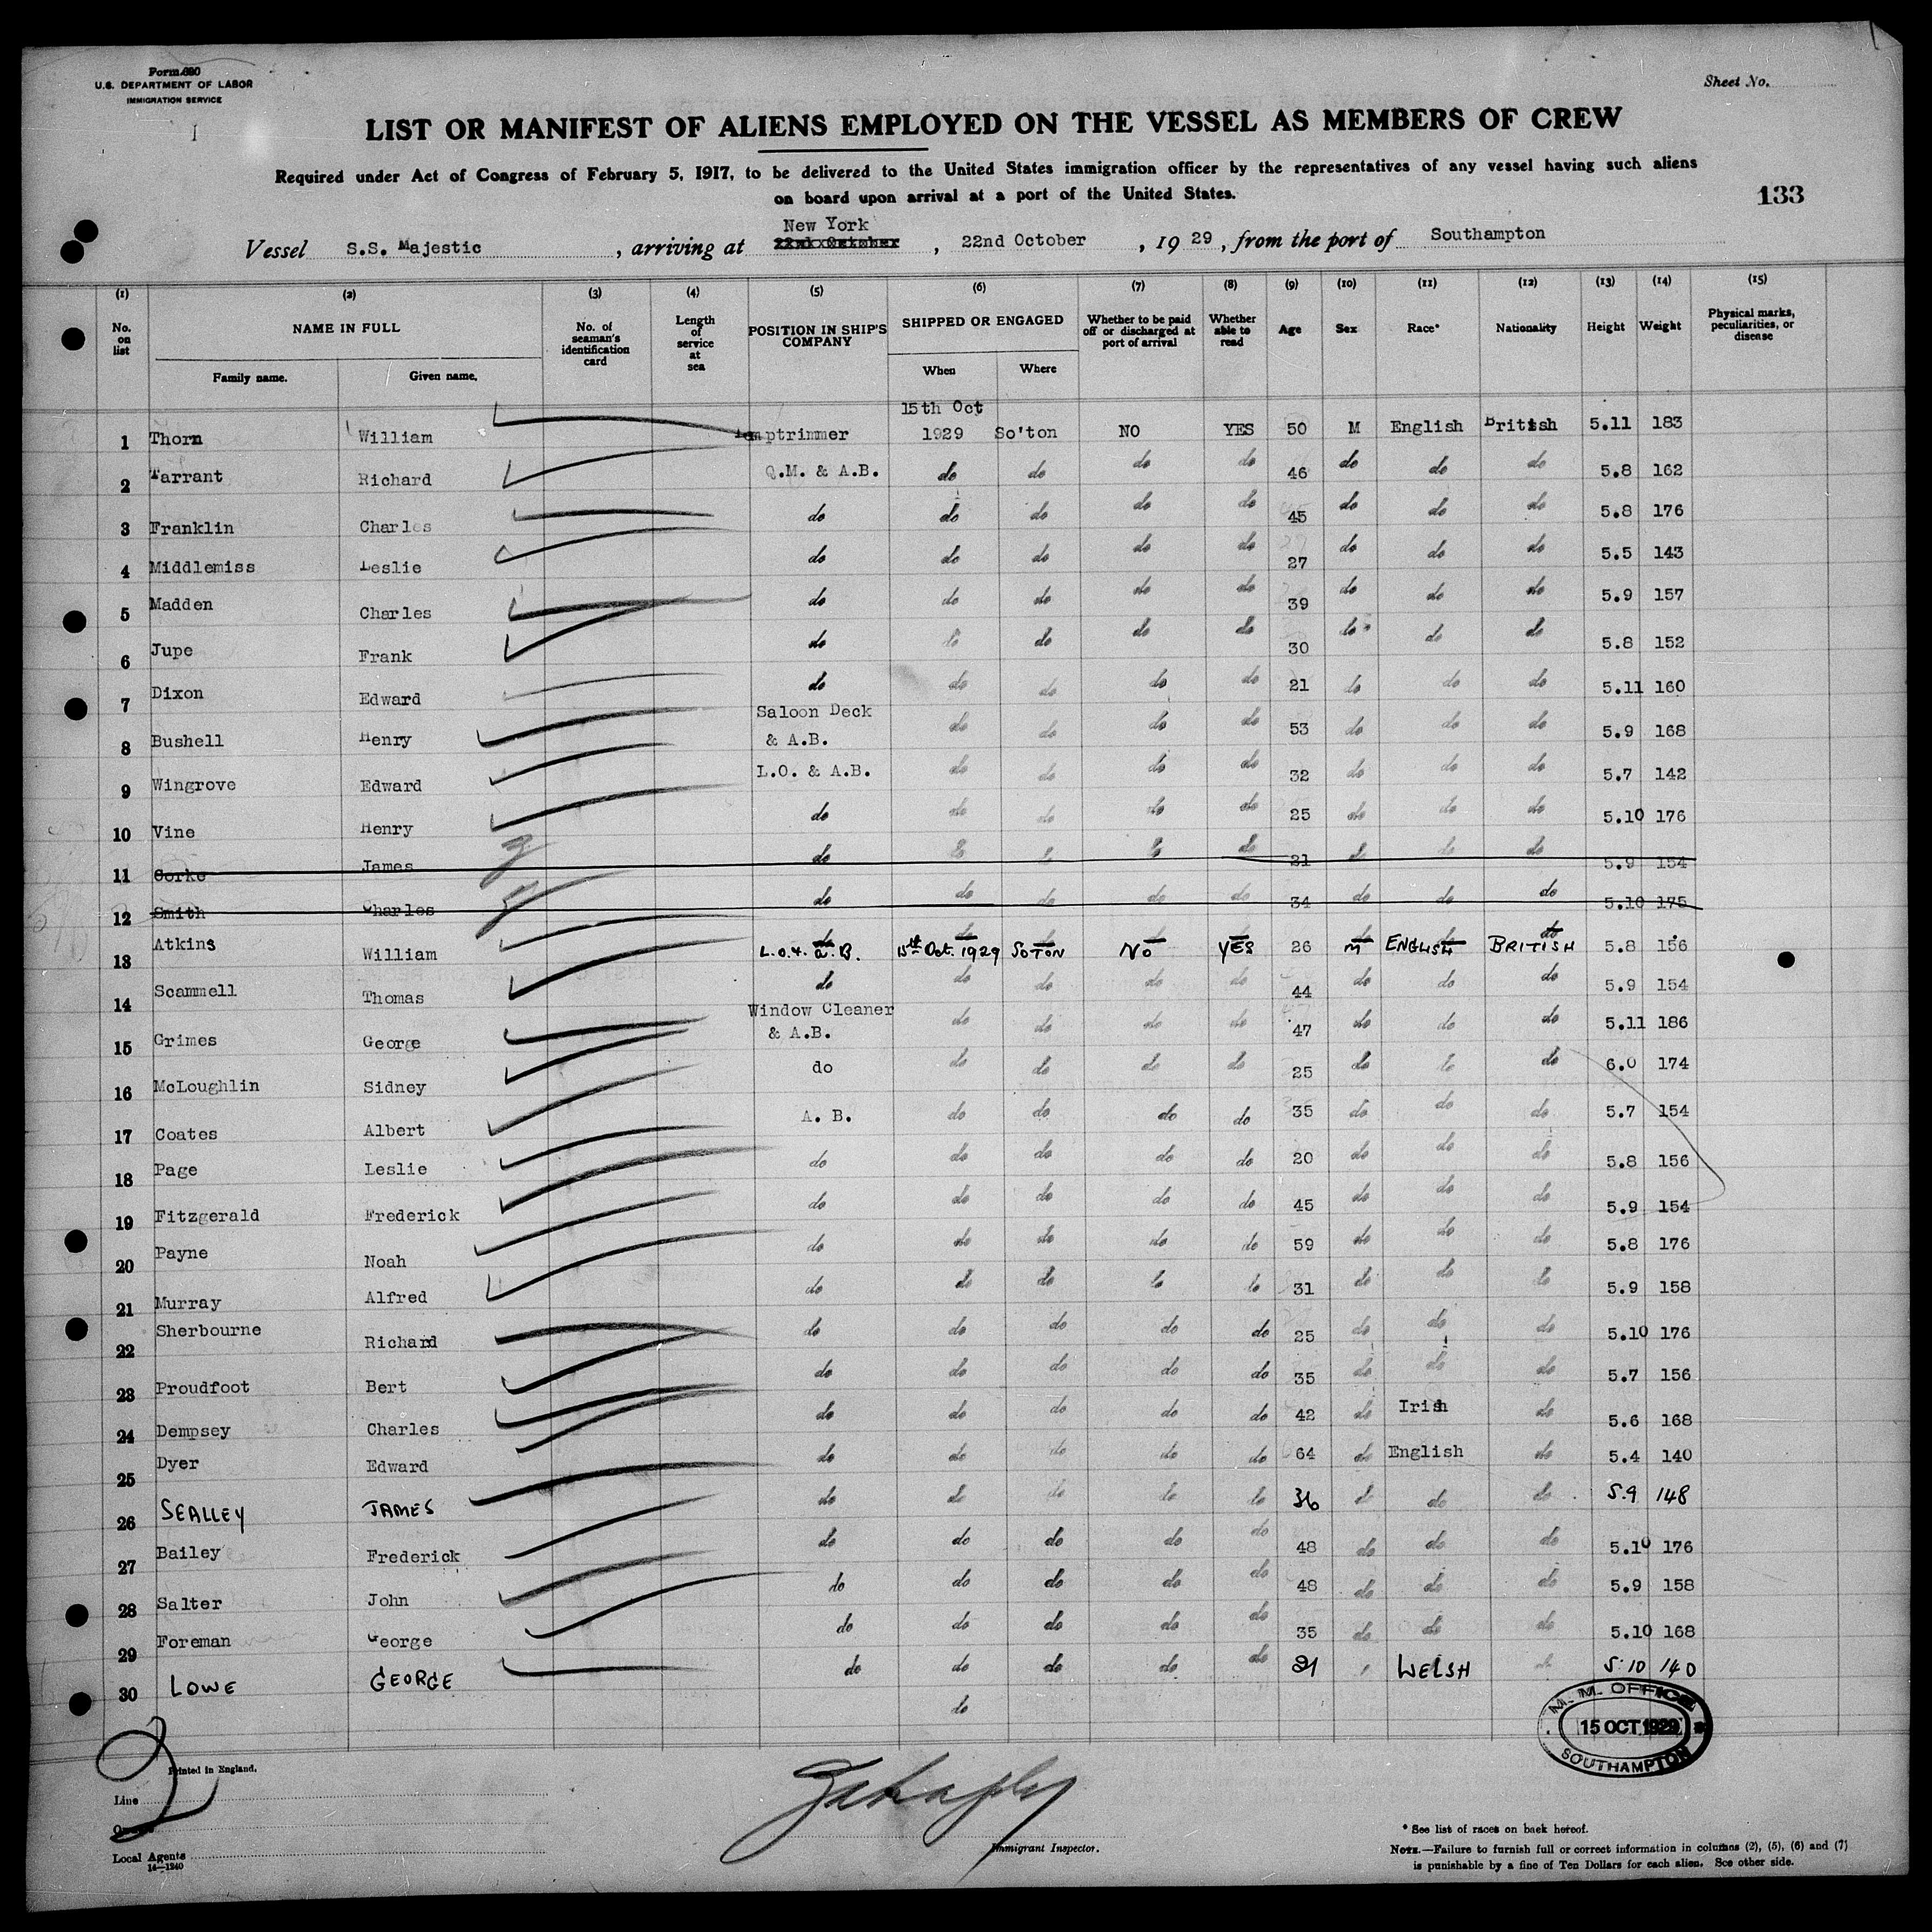 Form 680
U.S. DEPARTMENT OF LABOR
IMMIGRATION SERVICE
Sheet No.
LIST OR MANIFEST OF ALIENS EMPLOYED ON THE VESSEL AS MEMBERS OF CREW
Required under Act of Congress of February 5, 1917, to be delivered to the United States immigration officer by the representatives of any vessel having such aliens
on board upon arrival at a port of the United States.
133
New York
Vessel S.S. Majestic, arriving at 22nd October, 22nd October, 1929, from the port of Southampton
(1) (2) (3) (4) (5) (6) (7) (8) (9) (10) (11) (12) (13) (14) (15)
No. on list NAME IN FULL Family name. Given name. No. of seaman's identification card Length of service at sea POSITION IN SHIP'S COMPANY SHIPPED OR ENGAGED When Where Whether to be paid off or discharged at port of arrival Whether able to read Age Sex Race* Nationality Height Weight Physical marks, peculiarities, or disease
15th Oct
1 Thorn William Lamptrimmer 1929 So'ton NO YES 50 M English British 5.11 183
2 Tarrant Richard Q.M. & A.B. do do do do 46 do do do 5.8 162
3 Franklin Charles do do do do do 45 do do do 5.8 176
4 Middlemiss Leslie do do do do do 27 do do do 5.5 143
5 Madden Charles do do do do do 39 do do do 5.9 157
6 Jupe Frank do do do do do 30 do do do 5.8 152
7 Dixon Edward do do do do do 21 do do do 5.11 160
Saloon Deck
8 Bushell Henry & A.B. do do do do 53 do do do 5.9 168
9 Wingrove Edward L.O. & A.B. do do do do 32 do do do 5.7 142
10 Vine Henry do do do do do 25 do do do 5.10 176
11 Corke James do do do do do 21 do do do 5.9 154
12 Smith Charles do do do do do 34 do do do 5.10 175
13 Atkins William L.O. & A.B. 15th Oct. 1929 SOTON NO YES 26 M ENGLISH BRITISH 5.8 156
14 Scammell Thomas do do do do do 44 do do do 5.9 154
Window Cleaner
15 Grimes George & A.B. do do do do 47 do do do 5.11 186
16 McLoughlin Sidney do do do do do 25 do do do 6.0 174
17 Coates Albert A. B. do do do do 35 do do do 5.7 154
18 Page Leslie do do do do do 20 do do do 5.8 156
19 Fitzgerald Frederick do do do do do 45 do do do 5.9 154
20 Payne Noah do do do do do 59 do do do 5.8 176
21 Murray Alfred do do do do do 31 do do do 5.9 158
22 Sherbourne Richard do do do do do 25 do do do 5.10 176
23 Proudfoot Bert do do do do do 35 do do do 5.7 156
24 Dempsey Charles do do do do do 42 do Irish do 5.6 168
25 Dyer Edward do do do do do 64 do English do 5.4 140
26 SEALLEY JAMES do do do do do 36 do do do 5.9 148
27 Bailey Frederick do do do do do 48 do do do 5.10 176
28 Salter John do do do do do 48 do do do 5.9 158
29 Foreman George do do do do do 35 do do do 5.10 168
30 LOWE GEORGE do do do do do 21 WELSH do 5.10 140
do
M. M. OFFICE
15 OCT 1929
SOUTHAMPTON
2
Printed in England.
Line
Local Agents
14—1240
Immigrant Inspector.
* See list of races on back hereof.
NOTE.—Failure to furnish full or correct information in columns (2), (5), (6) and (7)
is punishable by a fine of Ten Dollars for each alien. See other side.